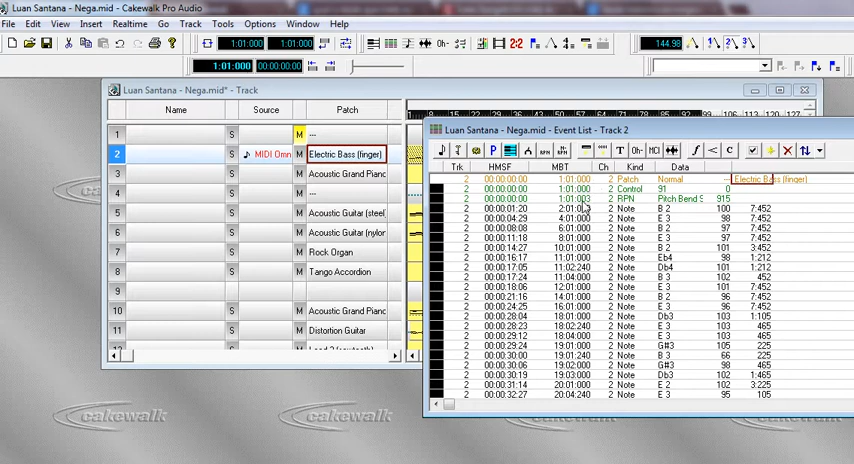 Luan Santana - Nega.mid - Cakewalk Pro Audio
File Edit View Insert Realtime Go Track Tools Options Window Help
1:01:000 1:01:000 144.98
1:01:000 00:00:00:00
Luan Santana - Nega.mid* - Track
Name Source Patch
1 S M ---
2 S MIDI Omn M Electric Bass (finger)
3 S M Acoustic Grand Piano
4 S M ---
5 S M Acoustic Guitar (steel
6 S M Acoustic Guitar (nylor
7 S M Rock Organ
8 S M Tango Accordion
9 S M
10 S M Acoustic Grand Piano
11 S M Distortion Guitar
Luan Santana - Nega.mid - Event List - Track 2
Trk HMSF MBT Ch Kind Data
2 00:00:00:00 1:01:000 2 Patch Normal --- Electric Bass (finger)
2 00:00:00:00 1:01:000 2 Control 91 0
2 00:00:00:00 1:01:003 2 RPN Pitch Bend S 915
2 00:00:01:20 2:01:000 2 Note B 2 100 7:452
2 00:00:04:29 4:01:000 2 Note E 3 98 7:452
2 00:00:08:08 6:01:000 2 Note B 2 97 7:452
2 00:00:11:18 8:01:000 2 Note E 3 97 7:452
2 00:00:14:27 10:01:000 2 Note B 2 101 3:452
2 00:00:16:17 11:01:000 2 Note Eb4 98 1:212
2 00:00:17:05 11:02:240 2 Note Db4 101 1:212
2 00:00:17:24 11:04:000 2 Note B 3 102 452
2 00:00:18:06 12:01:000 2 Note E 3 101 7:452
2 00:00:21:16 14:01:000 2 Note B 2 96 7:452
2 00:00:24:25 16:01:000 2 Note E 3 96 7:452
2 00:00:28:04 18:01:000 2 Note Db3 103 1:105
2 00:00:28:23 18:02:240 2 Note E 3 103 465
2 00:00:29:12 18:04:000 2 Note E 3 98 465
2 00:00:29:24 19:01:000 2 Note G#3 101 225
2 00:00:30:00 19:01:240 2 Note B 3 66 225
2 00:00:30:06 19:02:000 2 Note G#3 98 465
2 00:00:30:19 19:03:000 2 Note Db3 101 1:465
2 00:00:31:14 20:01:000 2 Note E 2 102 3:225
2 00:00:32:27 20:04:240 2 Note E 3 95 105
cakewalk cakewalk cakewalk cakewalk